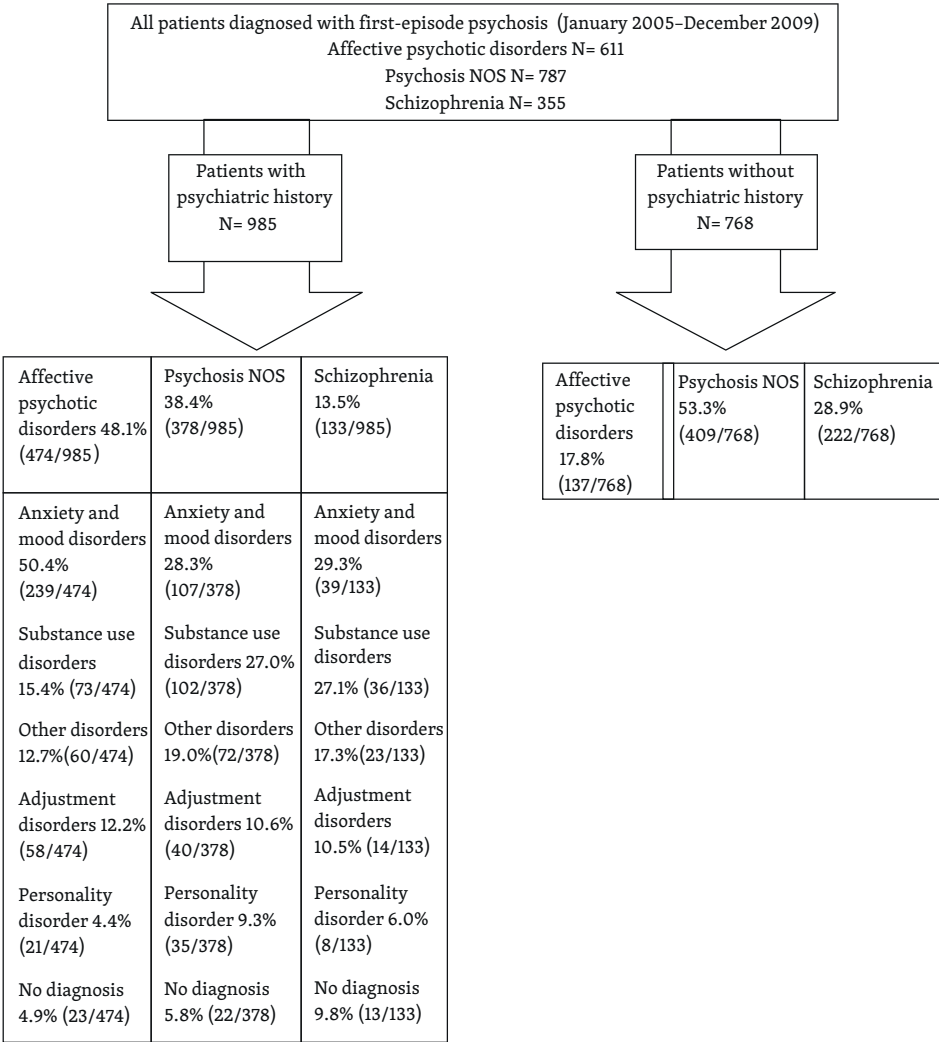 All patients diagnosed with first-episode psychosis (January 2005–December 2009)
Affective psychotic disorders N= 611
Psychosis NOS N= 787
Schizophrenia N= 355
Patients with
psychiatric history
N= 985
Patients without
psychiatric history
N= 768
Affective
psychotic
disorders 48.1%
(474/985)
Psychosis NOS
38.4%
(378/985)
Schizophrenia
13.5%
(133/985)
Anxiety and
mood disorders
50.4%
(239/474)
Anxiety and
mood disorders
28.3%
(107/378)
Anxiety and
mood disorders
29.3%
(39/133)
Substance use
disorders
15.4% (73/474)
Substance use
disorders 27.0%
(102/378)
Substance use
disorders
27.1% (36/133)
Other disorders
12.7%(60/474)
Other disorders
19.0%(72/378)
Other disorders
17.3%(23/133)
Adjustment
disorders 12.2%
(58/474)
Adjustment
disorders 10.6%
(40/378)
Adjustment
disorders
10.5% (14/133)
Personality
disorder 4.4%
(21/474)
Personality
disorder 9.3%
(35/378)
Personality
disorder 6.0%
(8/133)
No diagnosis
4.9% (23/474)
No diagnosis
5.8% (22/378)
No diagnosis
9.8% (13/133)
Affective
psychotic
disorders
17.8%
(137/768)
Psychosis NOS
53.3%
(409/768)
Schizophrenia
28.9%
(222/768)